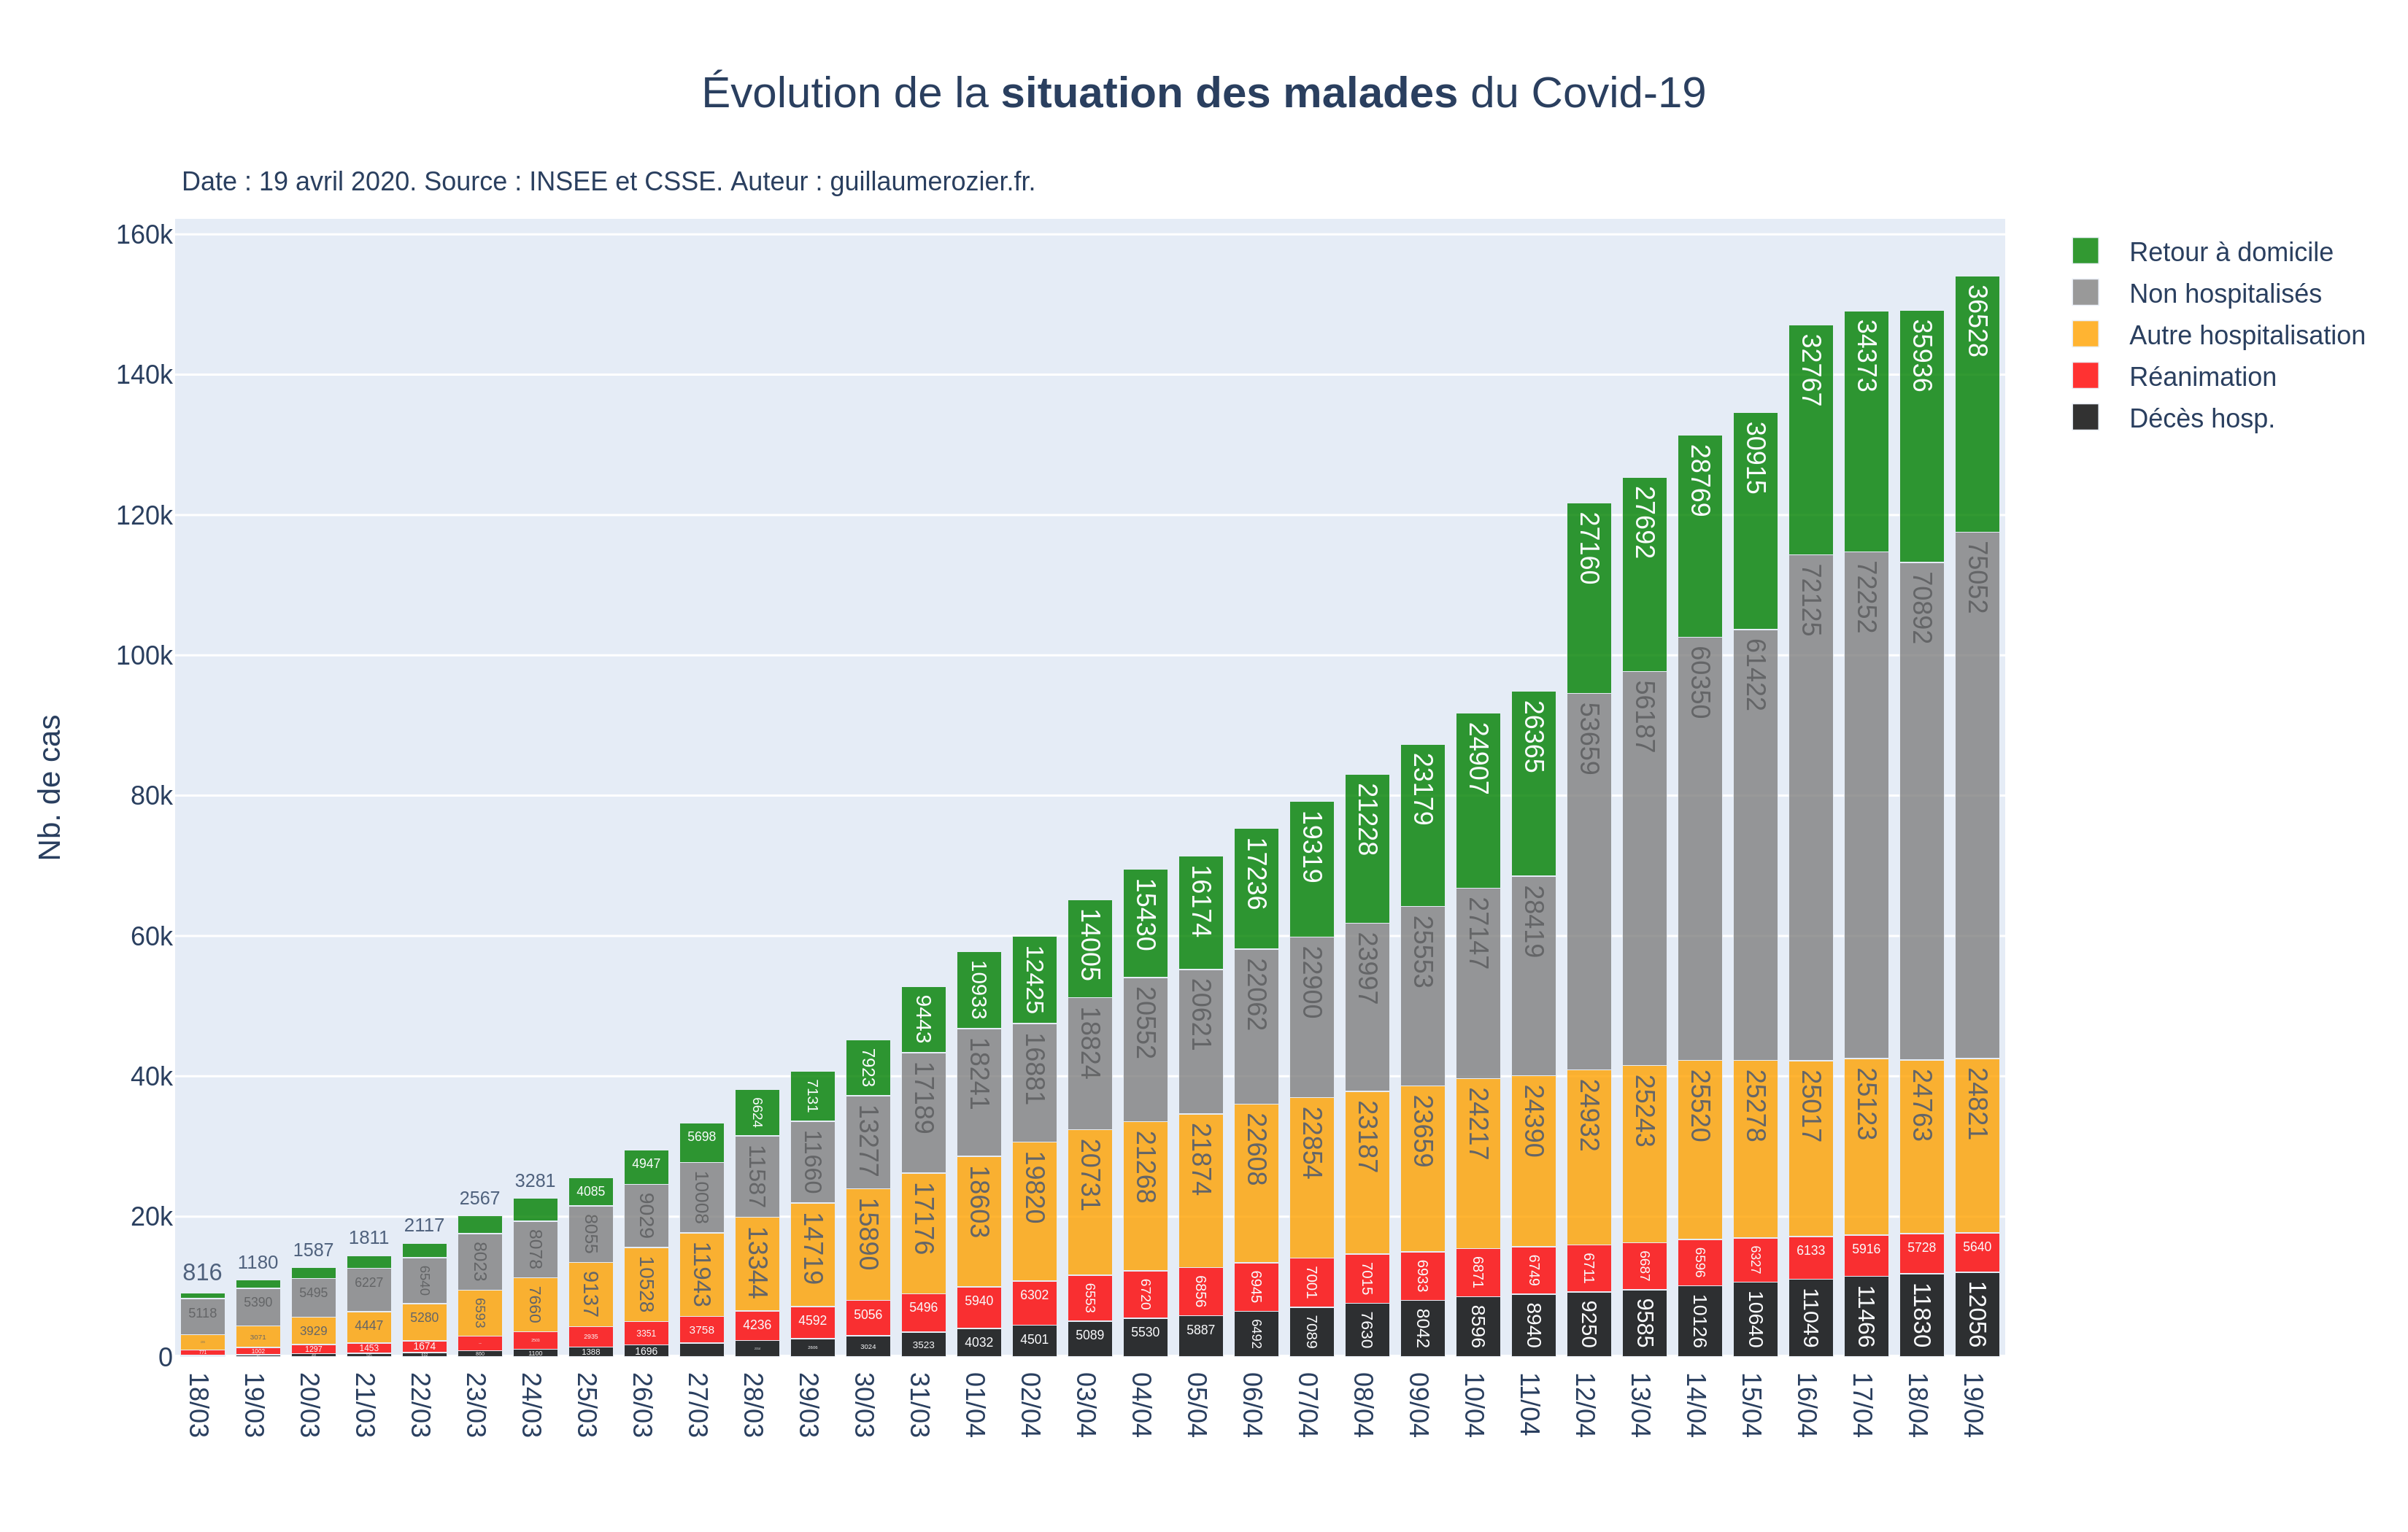 Évolution de la situation des malades du Covid-19
Date : 19 avril 2020. Source : INSEE et CSSE. Auteur : guillaumerozier.fr.
Retour à domicile
Non hospitalisés
Autre hospitalisation
Réanimation
Décès hosp.
Nb. de cas
160k
140k
120k
100k
80k
60k
40k
20k
0
816 1180 1587 1811 2117 2567 3281 4085 4947 5698 6624 7131 7923 9443 10933 12425 14005 15430 16174 17236 19319 21228 23179 24907 26365 27160 27692 28769 30915 32767 34373 35936 36528
5118 5390 5495 6227 6540 8023 8078 8055 9029 10008 11587 11660 13277 17189 18241 16881 18824 20552 20621 22062 22900 23997 25553 27147 28419 53659 56187 60350 61422 72125 72252 70892 75052
3071 3929 4447 5280 6593 7660 9137 10528 11943 13344 14719 15890 17176 18603 19820 20731 21268 21874 22608 22854 23187 23659 24217 24390 24932 25243 25520 25278 25017 25123 24763 24821
1002 1297 1453 1674 2935 3351 3758 4236 4592 5056 5496 5940 6302 6553 6720 6856 6945 7001 7015 6933 6871 6749 6711 6687 6596 6327 6133 5916 5728 5640
860 1100 1388 1696 3024 3523 4032 4501 5089 5530 5887 6492 7089 7630 8042 8596 8940 9250 9585 10126 10640 11049 11466 11830 12056
18/03 19/03 20/03 21/03 22/03 23/03 24/03 25/03 26/03 27/03 28/03 29/03 30/03 31/03 01/04 02/04 03/04 04/04 05/04 06/04 07/04 08/04 09/04 10/04 11/04 12/04 13/04 14/04 15/04 16/04 17/04 18/04 19/04